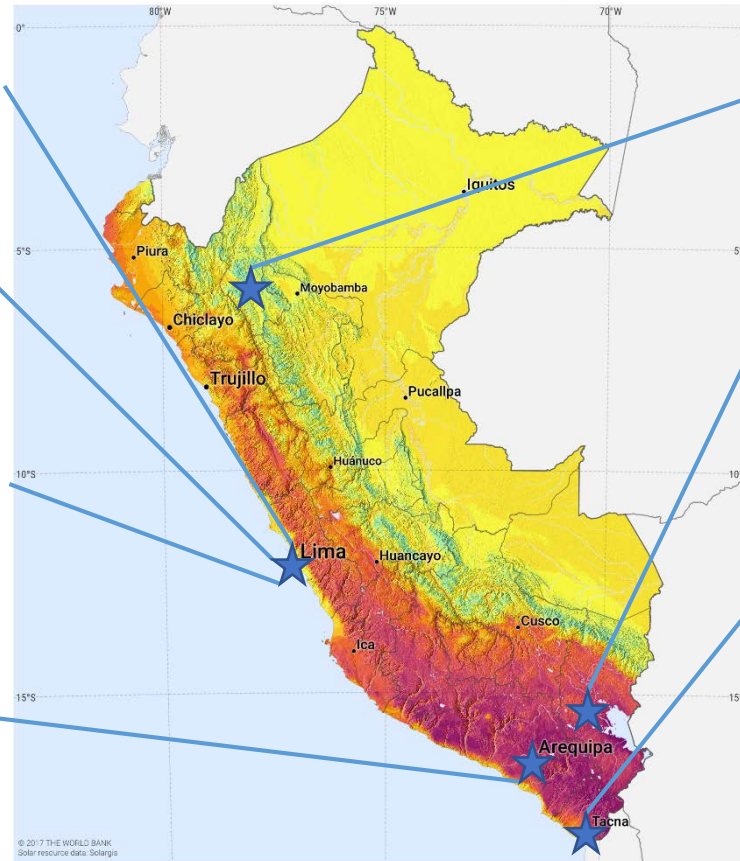 80°W
75°W
70°W
0°
Iquitos
5°S
Piura
Moyobamba
Chiclayo
Trujillo
Pucallpa
10°S
Huánuco
Lima
Huancayo
Cusco
Ica
15°S
Arequipa
Tacna
© 2017 THE WORLD BANK
Solar resource data: Solargis